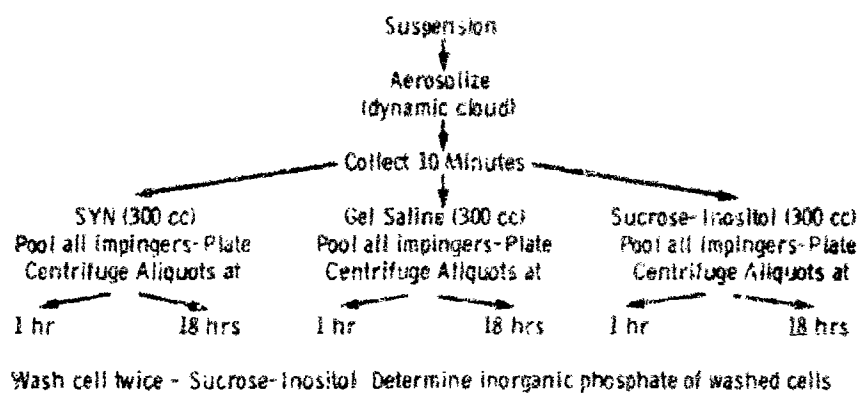 Suspension
Aerosolize
(dynamic cloud)
Collect 10 Minutes
SYN (300 cc) Gel Saline (300 cc) Sucrose-Inositol (300 cc)
Pool all impingers-Plate Pool all impingers-Plate Pool all impingers-Plate
Centrifuge Aliquots at Centrifuge Aliquots at Centrifuge Aliquots at
1 hr 18 hrs 1 hr 18 hrs 1 hr 18 hrs
Wash cell twice - Sucrose-Inositol Determine inorganic phosphate of washed cells